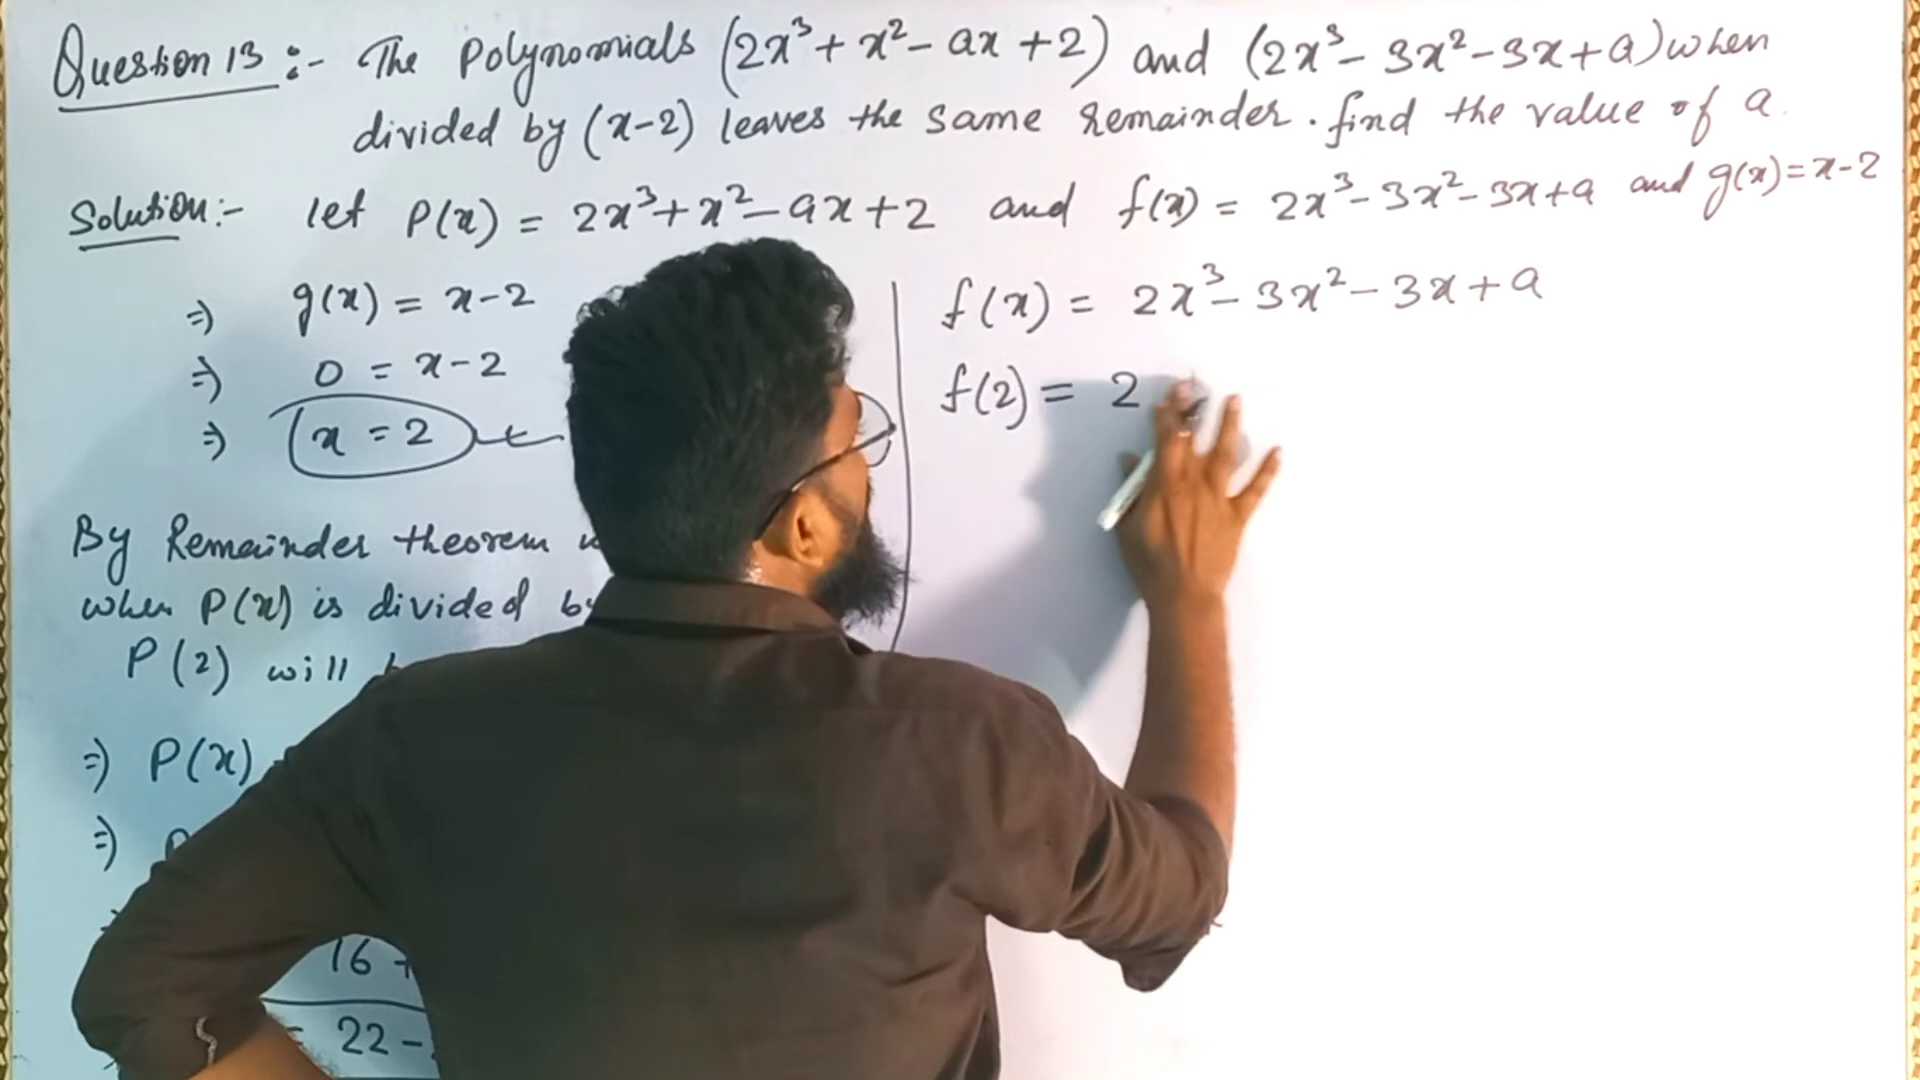 Question 13 :- The Polynomials (2x³ + x² - ax + 2) and (2x³ - 3x² - 3x + a) when
divided by (x-2) leaves the same remainder. find the value of a.
Solution:- let P(x) = 2x³ + x² - ax + 2 and f(x) = 2x³ - 3x² - 3x + a and g(x) = x-2
⇒ g(x) = x-2
⇒ 0 = x-2
⇒ x = 2
By Remainder theorem
when P(x) is divided by
P(2) will
⇒ P(x)
⇒
16 +
= 22 -
f(x) = 2x³ - 3x² - 3x + a
f(2) = 2